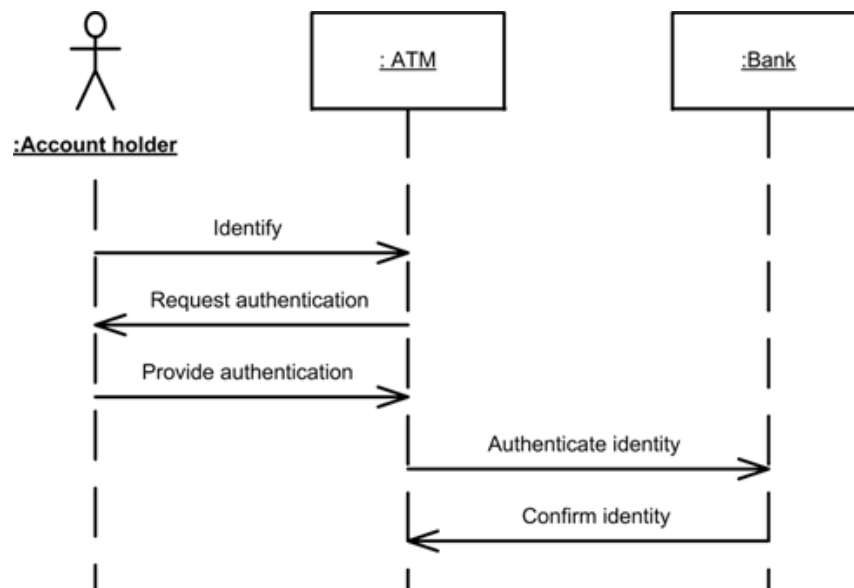 : ATM
:Bank
:Account holder
Identify
Request authentication
Provide authentication
Authenticate identity
Confirm identity